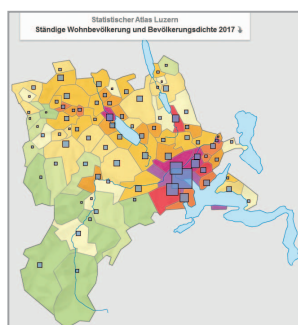 Statistischer Atlas Luzern
Ständige Wohnbevölkerung und Bevölkerungsdichte 2017